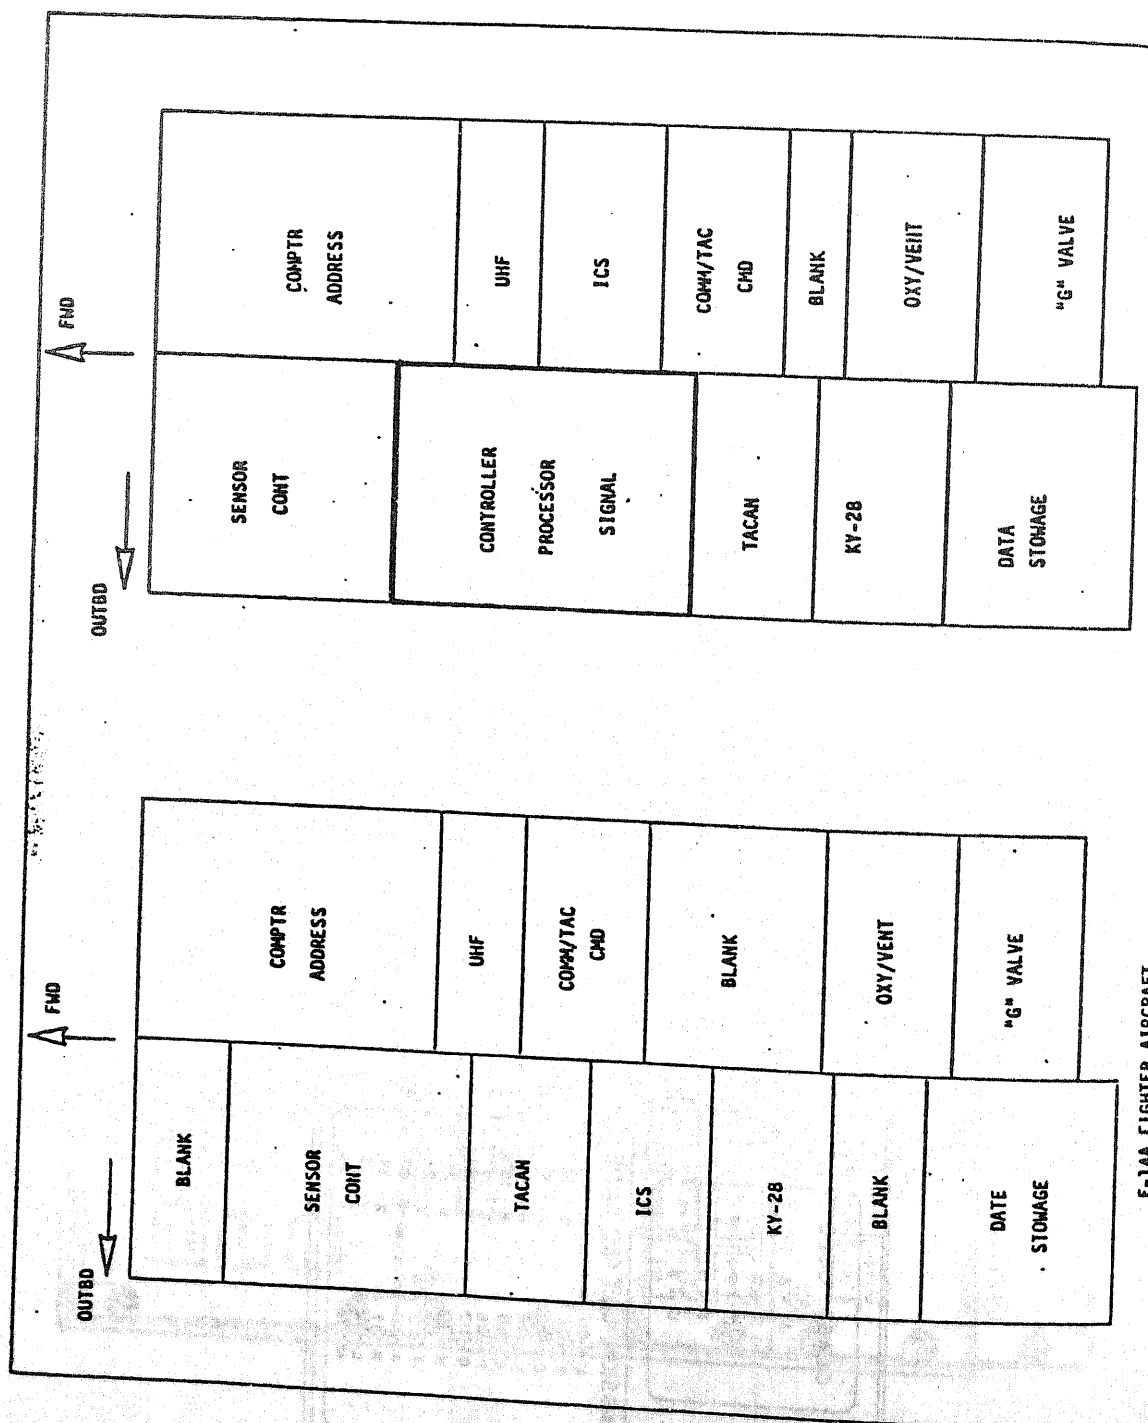 OUTBD
FWD
BLANK
SENSOR
CONT
TACAN
ICS
KY-28
BLANK
DATE
STOWAGE
COMPTR
ADDRESS
UHF
COMM/TAC
CMD
BLANK
OXY/VENT
"G" VALVE
OUTBD
FWD
SENSOR
CONT
CONTROLLER
PROCESSOR
SIGNAL
TACAN
KY-28
DATA
STOWAGE
COMPTR
ADDRESS
UHF
ICS
COMM/TAC
CMD
BLANK
OXY/VENT
"G" VALVE
F-14A FIGHTER AIRCRAFT